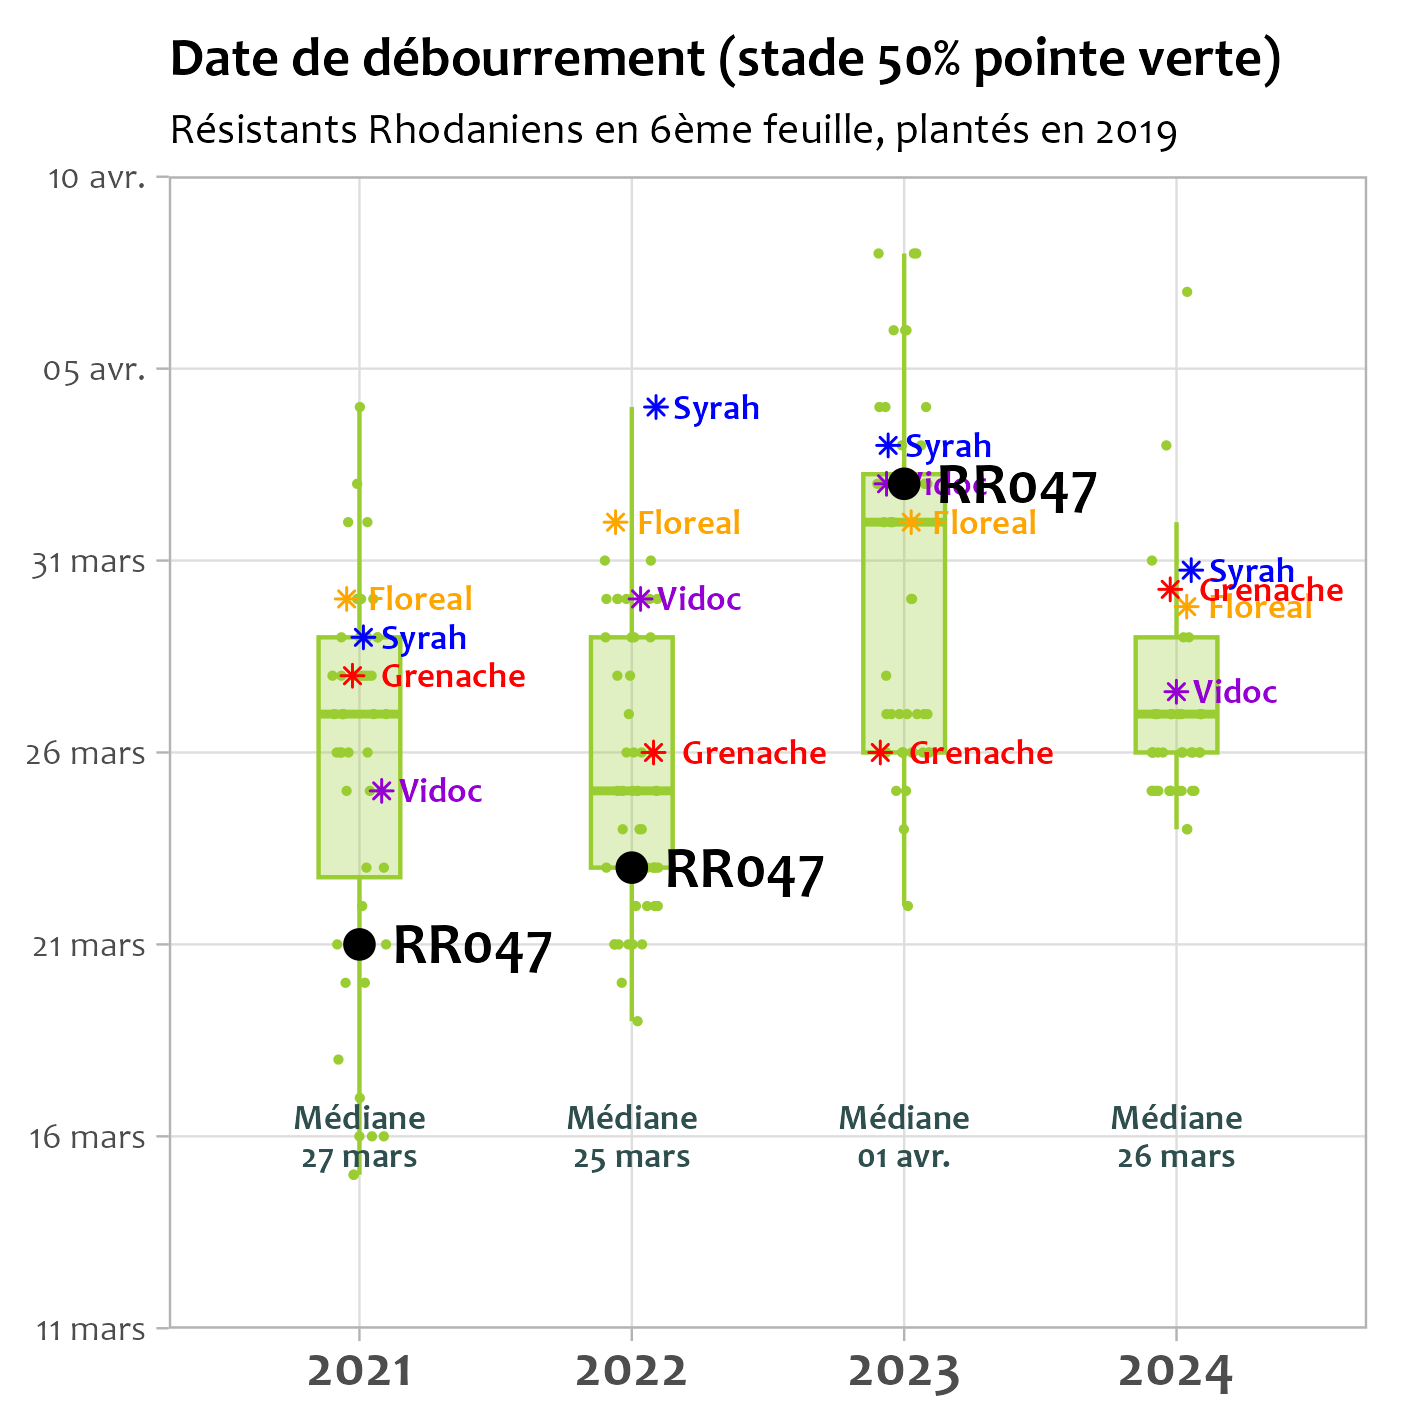 Date de débourrement (stade 50% pointe verte)
Résistants Rhodaniens en 6ème feuille, plantés en 2019
10 avr.
05 avr.
31 mars
26 mars
21 mars
16 mars
11 mars
Floreal
Syrah
Grenache
Vidoc
RR047
Médiane
27 mars
Syrah
Floreal
Vidoc
Grenache
RR047
Médiane
25 mars
Syrah
Vidoc
RR047
Floreal
Grenache
Médiane
01 avr.
Syrah
Grenache
Floreal
Vidoc
Médiane
26 mars
2021
2022
2023
2024